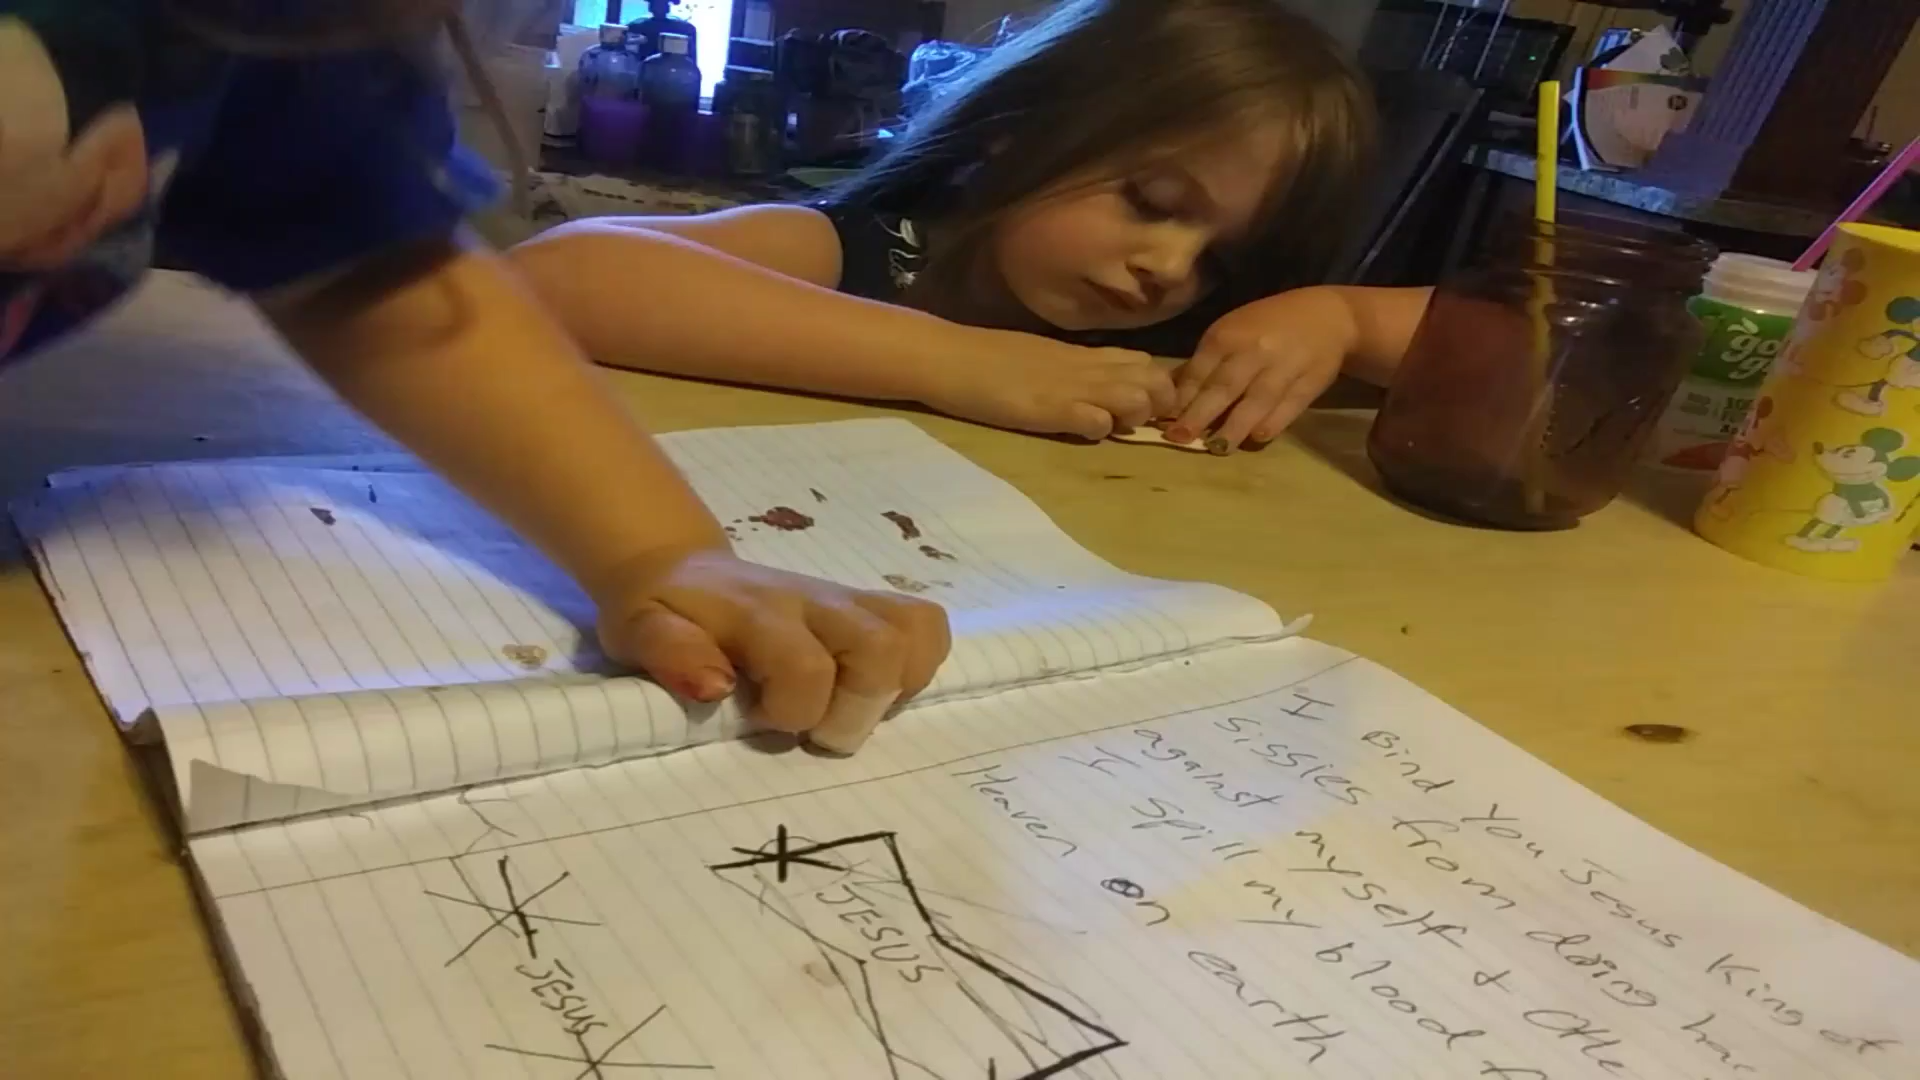 I Bind You Jesus King of
Sissies from doing
against myself + Othe
I Spill my blood f
Heaven on earth
JESUS
JESUS
go